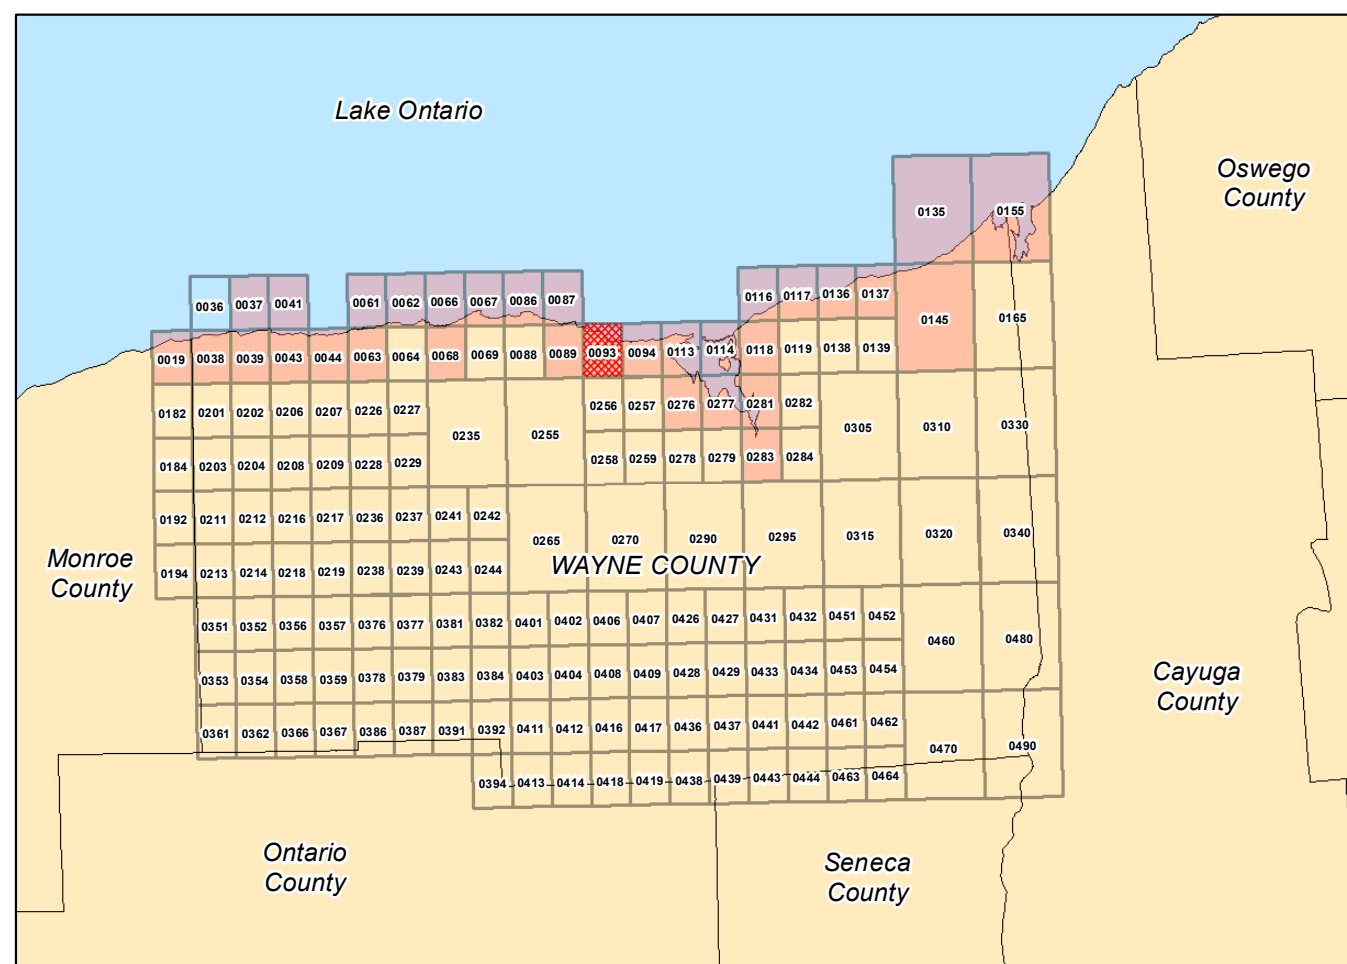 Lake Ontario
Oswego
County
0135 0155
0036 0037 0041 0061 0062 0066 0067 0086 0087 0116 0117 0136 0137
0145 0165
0019 0038 0039 0043 0044 0063 0064 0068 0069 0088 0089 0093 0094 0113 0114 0118 0119 0138 0139
0182 0201 0202 0206 0207 0226 0227 0256 0257 0276 0277 0281 0282
0235 0255 0305 0310 0330
0184 0203 0204 0208 0209 0228 0229 0258 0259 0278 0279 0283 0284
0192 0211 0212 0216 0217 0236 0237 0241 0242
0265 0270 0290 0295 0315 0320 0340
Monroe
County
WAYNE COUNTY
0194 0213 0214 0218 0219 0238 0239 0243 0244
0351 0352 0356 0357 0376 0377 0381 0382 0401 0402 0406 0407 0426 0427 0431 0432 0451 0452
0460 0480
0353 0354 0358 0359 0378 0379 0383 0384 0403 0404 0408 0409 0428 0429 0433 0434 0453 0454
Cayuga
County
0361 0362 0366 0367 0386 0387 0391 0392 0411 0412 0416 0417 0436 0437 0441 0442 0461 0462
0470 0490
0394 0413 0414 0418 0419 0438 0439 0443 0444 0463 0464
Ontario
County
Seneca
County